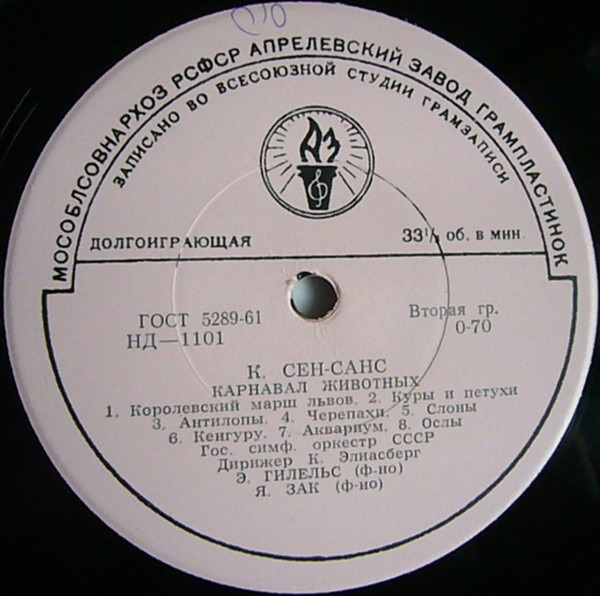 МОСОБЛСОВНАРХОЗ РСФСР АПРЕЛЕВСКИЙ ЗАВОД ГРАМПЛАСТИНОК
ЗАПИСАНО ВО ВСЕСОЮЗНОЙ СТУДИИ ГРАМЗАПИСИ
АЗ
ДОЛГОИГРАЮЩАЯ
33⅓ об. в мин.
ГОСТ 5289-61
Вторая гр.
НД—1101
0-70
К. СЕН-САНС
КАРНАВАЛ ЖИВОТНЫХ
1. Королевский марш львов. 2. Куры и петухи
3. Антилопы. 4. Черепахи. 5. Слоны
6. Кенгуру. 7. Аквариум. 8. Ослы
Гос. симф. оркестр СССР
Дирижер К. Элиасберг
Э. ГИЛЕЛЬС (ф-но)
Я. ЗАК (ф-но)